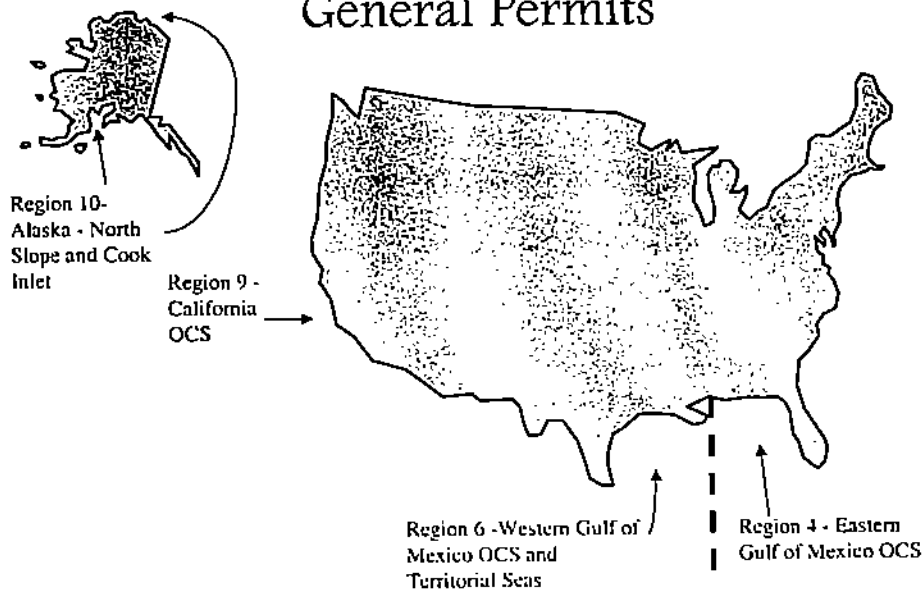 General Permits
Region 10-
Alaska - North
Slope and Cook
Inlet
Region 9 -
California
OCS
Region 6 -Western Gulf of
Mexico OCS and
Territorial Seas
Region 4 - Eastern
Gulf of Mexico OCS